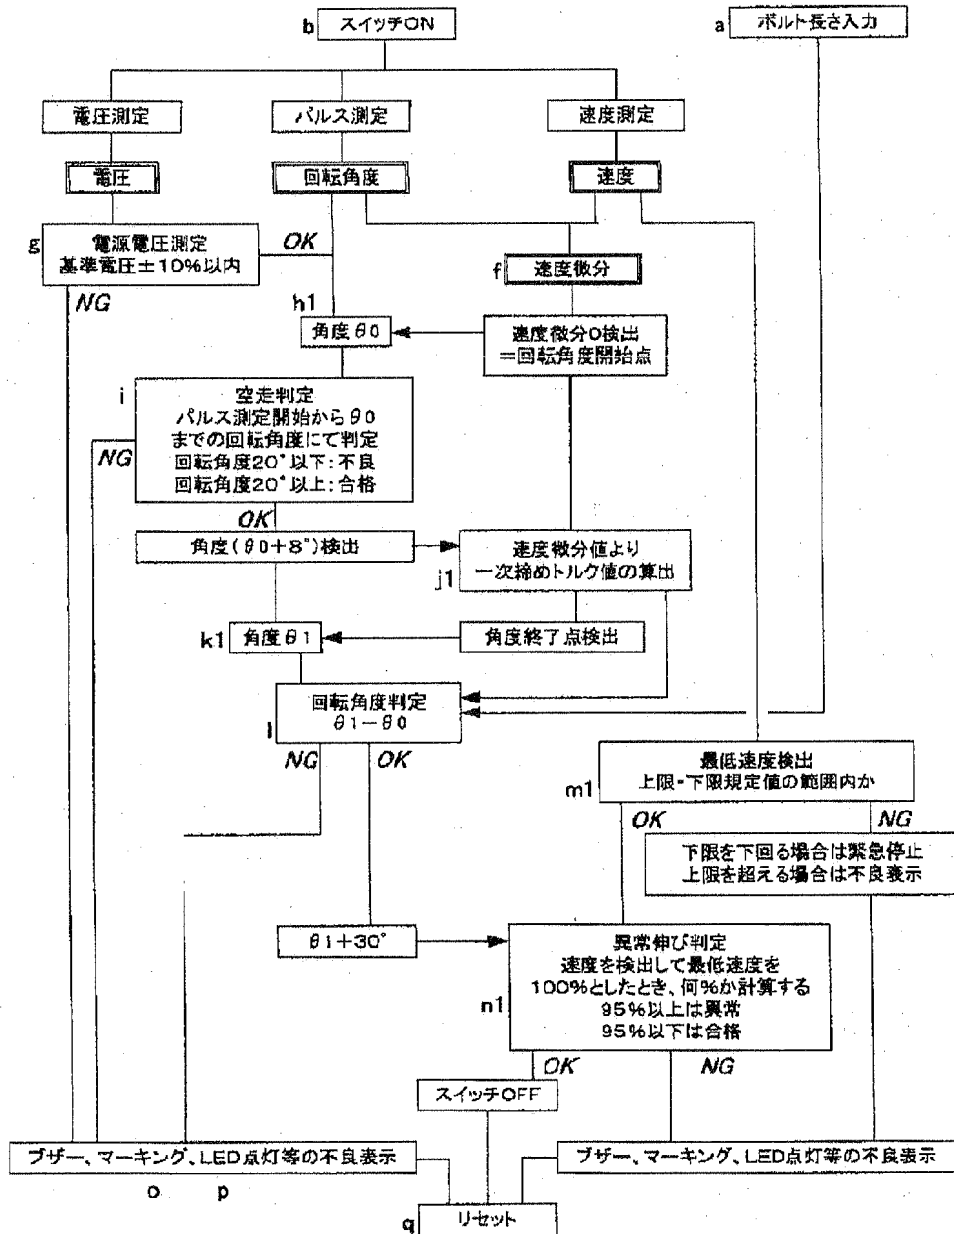 b
スイッチON
a
ボルト長さ入力
電圧測定
パルス測定
速度測定
電圧
回転角度
速度
g
電源電圧測定
基準電圧±10%以内
OK
NG
f
速度微分
h1
角度θ0
速度微分0検出
=回転角度開始点
i
空走判定
パルス測定開始からθ0
までの回転角度にて判定
回転角度20°以下:不良
回転角度20°以上:合格
NG
OK
角度(θ0+8°)検出
速度微分値より
一次締めトルク値の算出
j1
k1
角度θ1
角度終了点検出
回転角度判定
θ1-θ0
l
NG
OK
最低速度検出
上限・下限規定値の範囲内か
m1
OK
NG
下限を下回る場合は緊急停止
上限を超える場合は不良表示
θ1+30°
異常伸び判定
速度を検出して最低速度を
100%としたとき、何%か計算する
95%以上は異常
95%以下は合格
n1
OK
NG
スイッチOFF
ブザー、マーキング、LED点灯等の不良表示
ブザー、マーキング、LED点灯等の不良表示
o
p
q
リセット